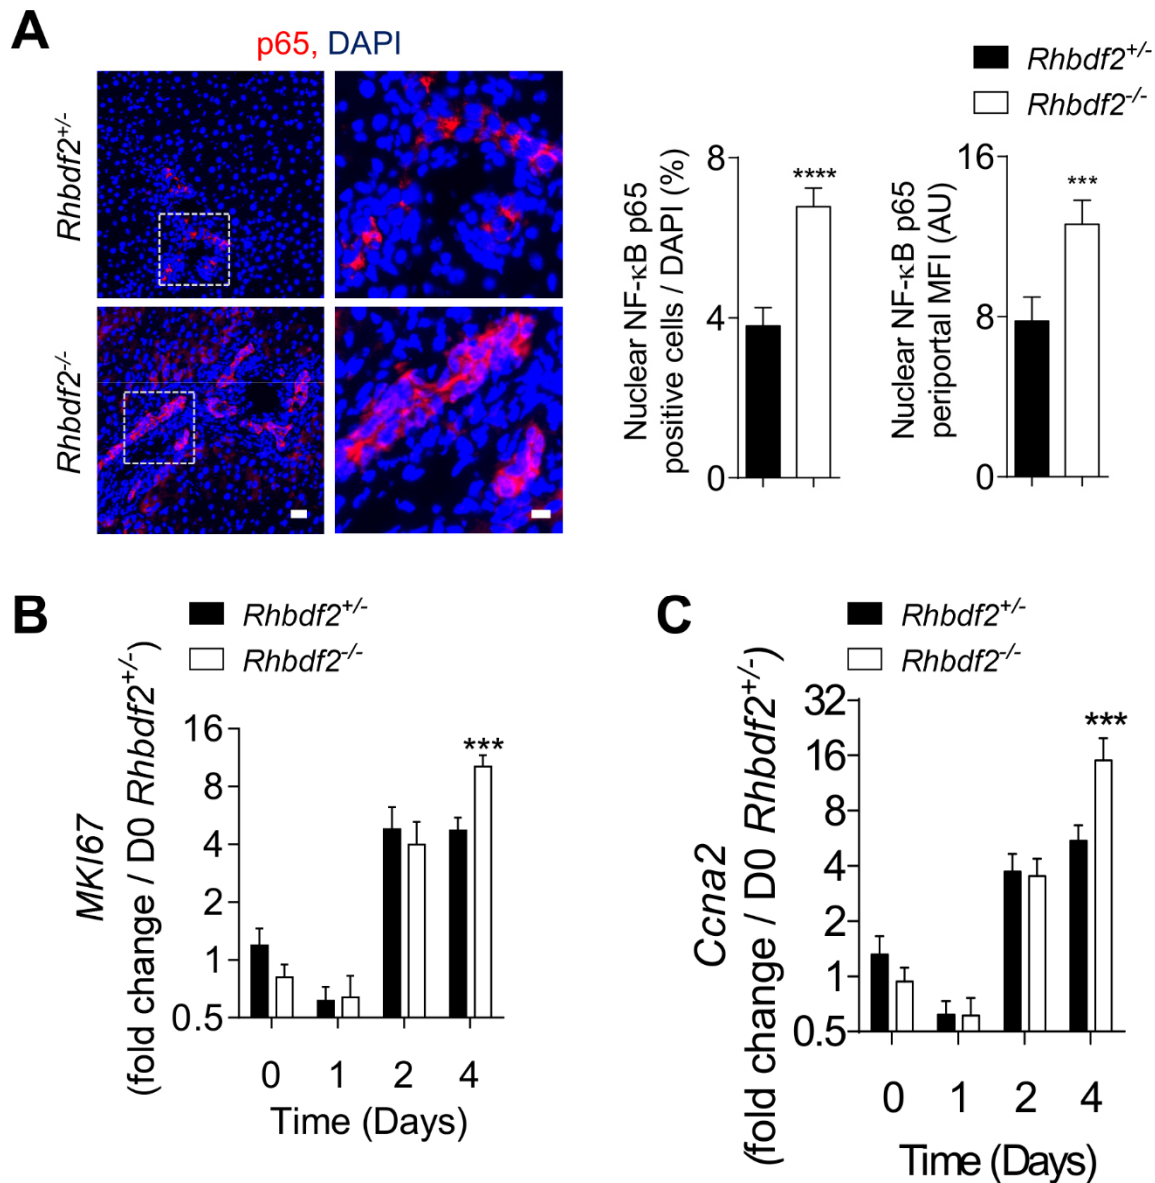 A
p65, DAPI
Rhbdf2+/-
Rhbdf2-/-
Rhbdf2+/-
Rhbdf2-/-
Nuclear NF-κB p65
positive cells / DAPI (%)
8
4
0
****
Nuclear NF-κB p65
periportal MFI (AU)
16
8
0
***
B
Rhbdf2+/-
Rhbdf2-/-
MKI67
(fold change / D0 Rhbdf2+/-)
16
8
4
2
1
0.5
***
0 1 2 4
Time (Days)
C
Rhbdf2+/-
Rhbdf2-/-
Ccna2
(fold change / D0 Rhbdf2+/-)
32
16
8
4
2
1
0.5
***
0 1 2 4
Time (Days)